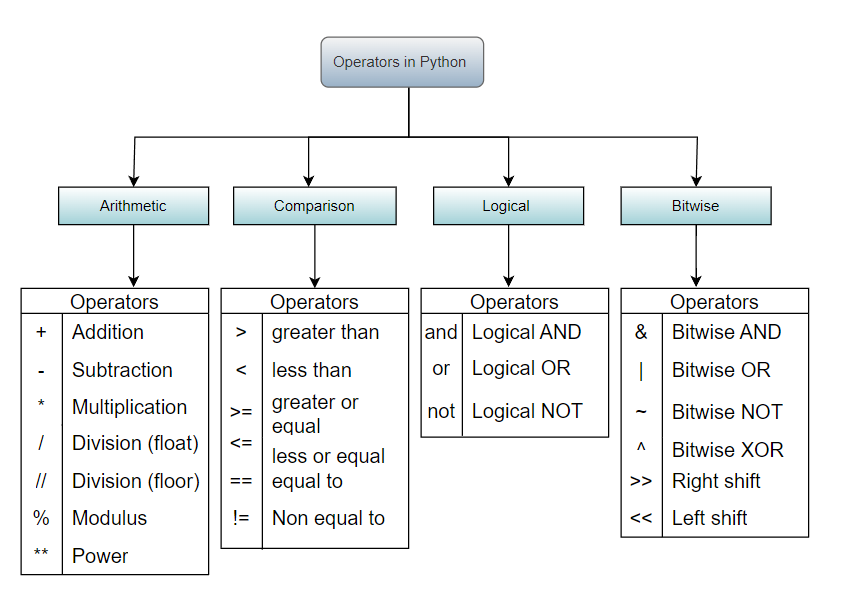 Operators in Python
Arithmetic
Comparison
Logical
Bitwise
Operators
+ Addition
- Subtraction
* Multiplication
/ Division (float)
// Division (floor)
% Modulus
** Power
Operators
> greater than
< less than
>= greater or
equal
<= less or equal
== equal to
!= Non equal to
Operators
and Logical AND
or Logical OR
not Logical NOT
Operators
& Bitwise AND
| Bitwise OR
~ Bitwise NOT
^ Bitwise XOR
>> Right shift
<< Left shift